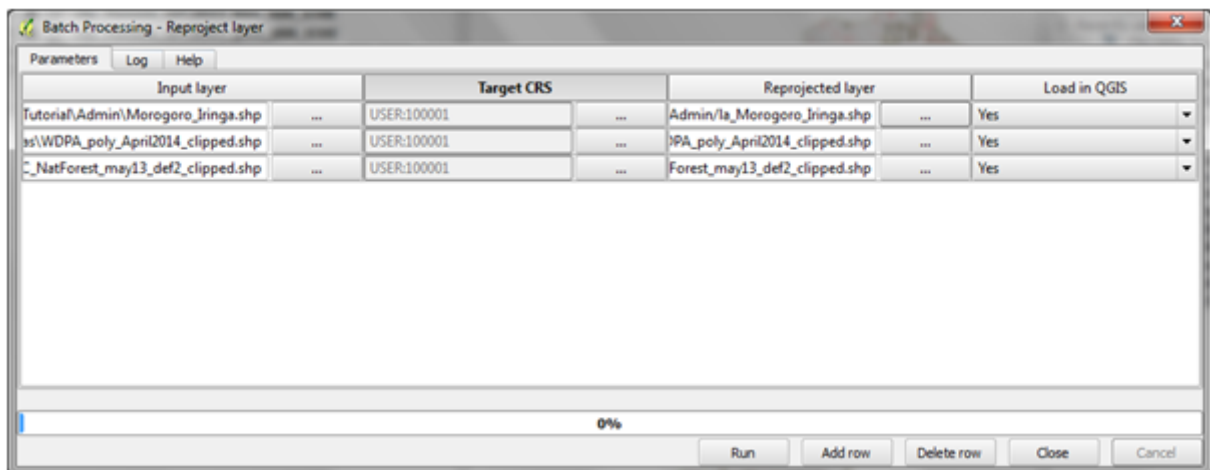 Batch Processing - Reproject layer
Parameters Log Help
Input layer Target CRS Reprojected layer Load in QGIS
Tutorial\Admin\Morogoro_Iringa.shp ... USER:100001 ... Admin/la_Morogoro_Iringa.shp ... Yes
as\WDPA_poly_April2014_clipped.shp ... USER:100001 ... PA_poly_April2014_clipped.shp ... Yes
C_NatForest_may13_def2_clipped.shp ... USER:100001 ... Forest_may13_def2_clipped.shp ... Yes
0%
Run Add row Delete row Close Cancel